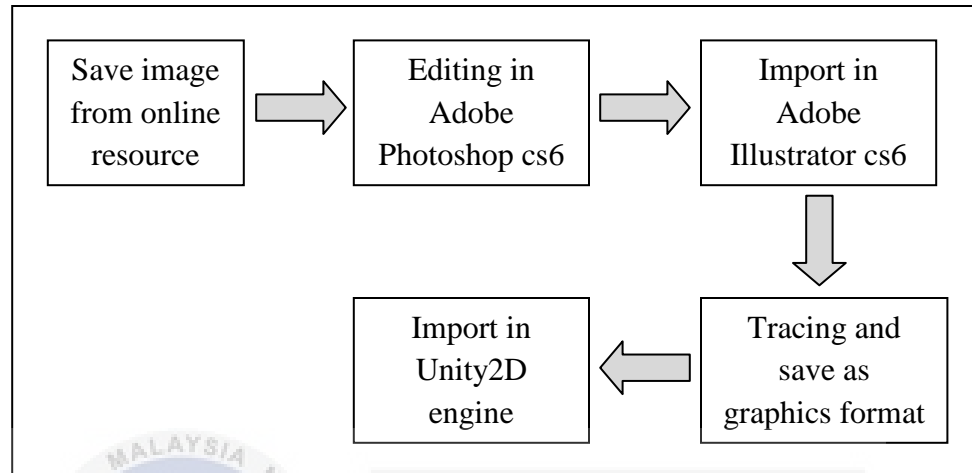 Save image
from online
resource
Editing in
Adobe
Photoshop cs6
Import in
Adobe
Illustrator cs6
Tracing and
save as
graphics format
Import in
Unity2D
engine
MALAYSIA